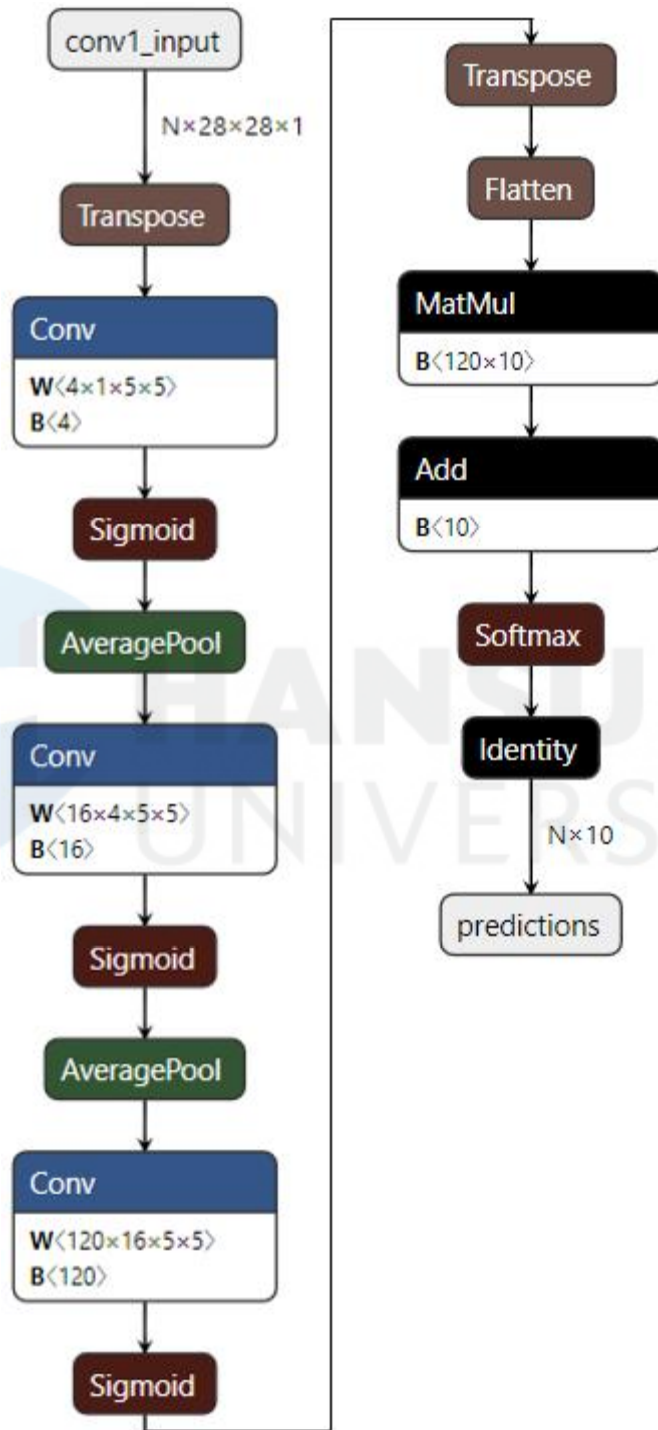 conv1_input
N×28×28×1
Transpose
Conv
W⟨4×1×5×5⟩
B⟨4⟩
Sigmoid
AveragePool
Conv
W⟨16×4×5×5⟩
B⟨16⟩
Sigmoid
AveragePool
Conv
W⟨120×16×5×5⟩
B⟨120⟩
Sigmoid
Transpose
Flatten
MatMul
B⟨120×10⟩
Add
B⟨10⟩
Softmax
Identity
N×10
predictions
HANSU
UNIVERS